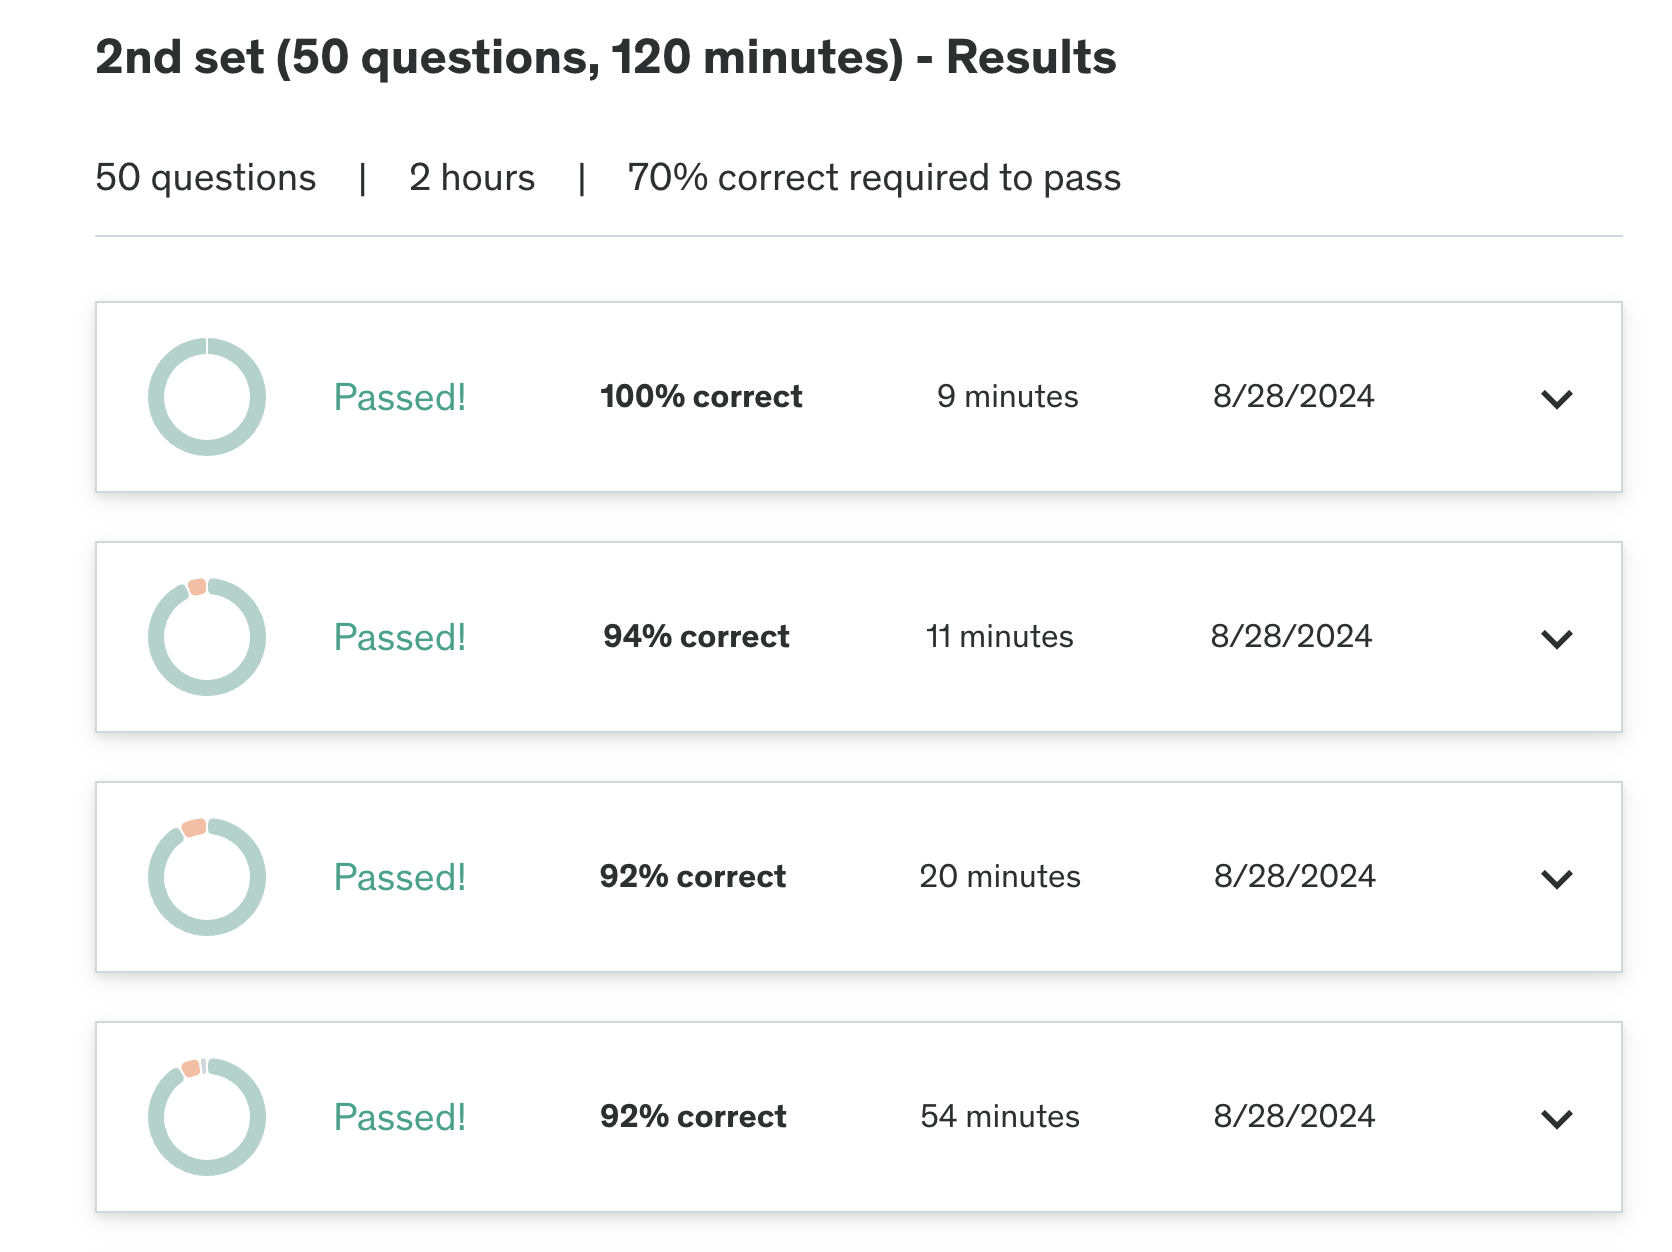 2nd set (50 questions, 120 minutes) - Results
50 questions | 2 hours | 70% correct required to pass
Passed! 100% correct 9 minutes 8/28/2024
Passed! 94% correct 11 minutes 8/28/2024
Passed! 92% correct 20 minutes 8/28/2024
Passed! 92% correct 54 minutes 8/28/2024